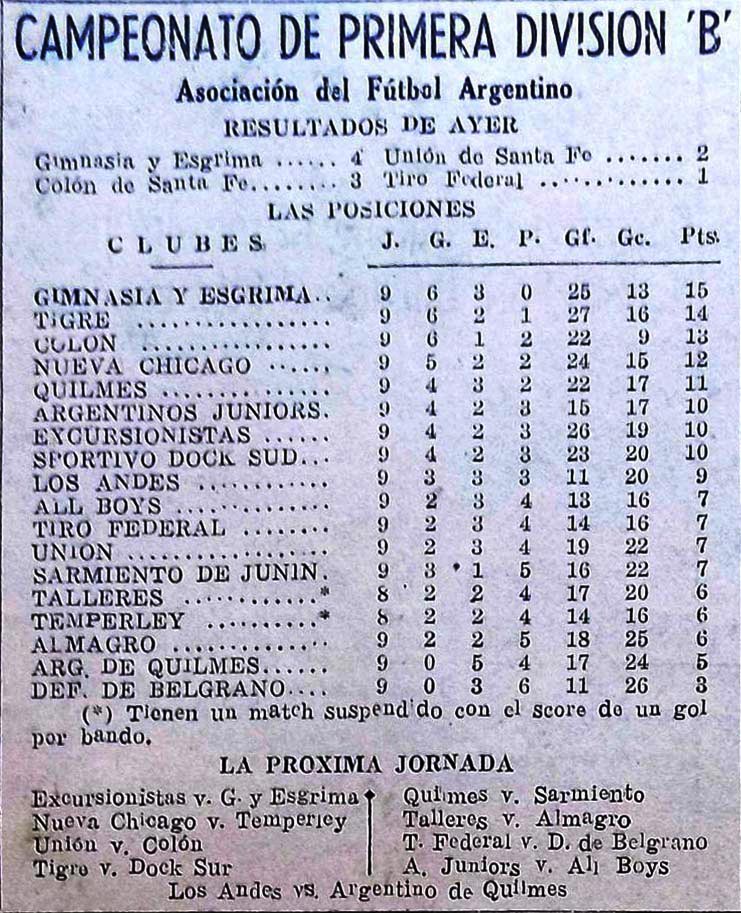 CAMPEONATO DE PRIMERA DIVISION 'B'
Asociación del Fútbol Argentino
RESULTADOS DE AYER
Gimnasia y Esgrima ...... 4 Unión de Santa Fe ....... 2
Colón de Santa Fe........ 3 Tiro Federal ............. 1
LAS POSICIONES
CLUBES J. G. E. P. Gf. Gc. Pts.
GIMNASIA Y ESGRIMA.. 9 6 3 0 25 13 15
TIGRE .............. 9 6 2 1 27 16 14
COLON .............. 9 6 1 2 22 9 13
NUEVA CHICAGO ...... 9 5 2 2 24 15 12
QUILMES ............ 9 4 3 2 22 17 11
ARGENTINOS JUNIORS. 9 4 2 3 15 17 10
EXCURSIONISTAS ...... 9 4 2 3 26 19 10
SPORTIVO DOCK SUD... 9 4 2 3 23 20 10
LOS ANDES .......... 9 3 3 3 11 20 9
ALL BOYS ........... 9 2 3 4 13 16 7
TIRO FEDERAL ........ 9 2 3 4 14 16 7
UNION .............. 9 2 3 4 19 22 7
SARMIENTO DE JUNIN. 9 3 1 5 16 22 7
TALLERES ...........* 8 2 2 4 17 20 6
TEMPERLEY .........* 8 2 2 4 14 16 6
ALMAGRO ............ 9 2 2 5 18 25 6
ARG. DE QUILMES...... 9 0 5 4 17 24 5
DEF. DE BELGRANO.... 9 0 3 6 11 26 3
(*) Tienen un match suspendido con el score de un gol
por bando.
LA PROXIMA JORNADA
Excursionistas v. G. y Esgrima
Nueva Chicago v. Temperley
Unión v. Colón
Tigre v. Dock Sur
Quilmes v. Sarmiento
Talleres v. Almagro
T. Federal v. D. de Belgrano
A. Juniors v. All Boys
Los Andes vs. Argentino de Quilmes